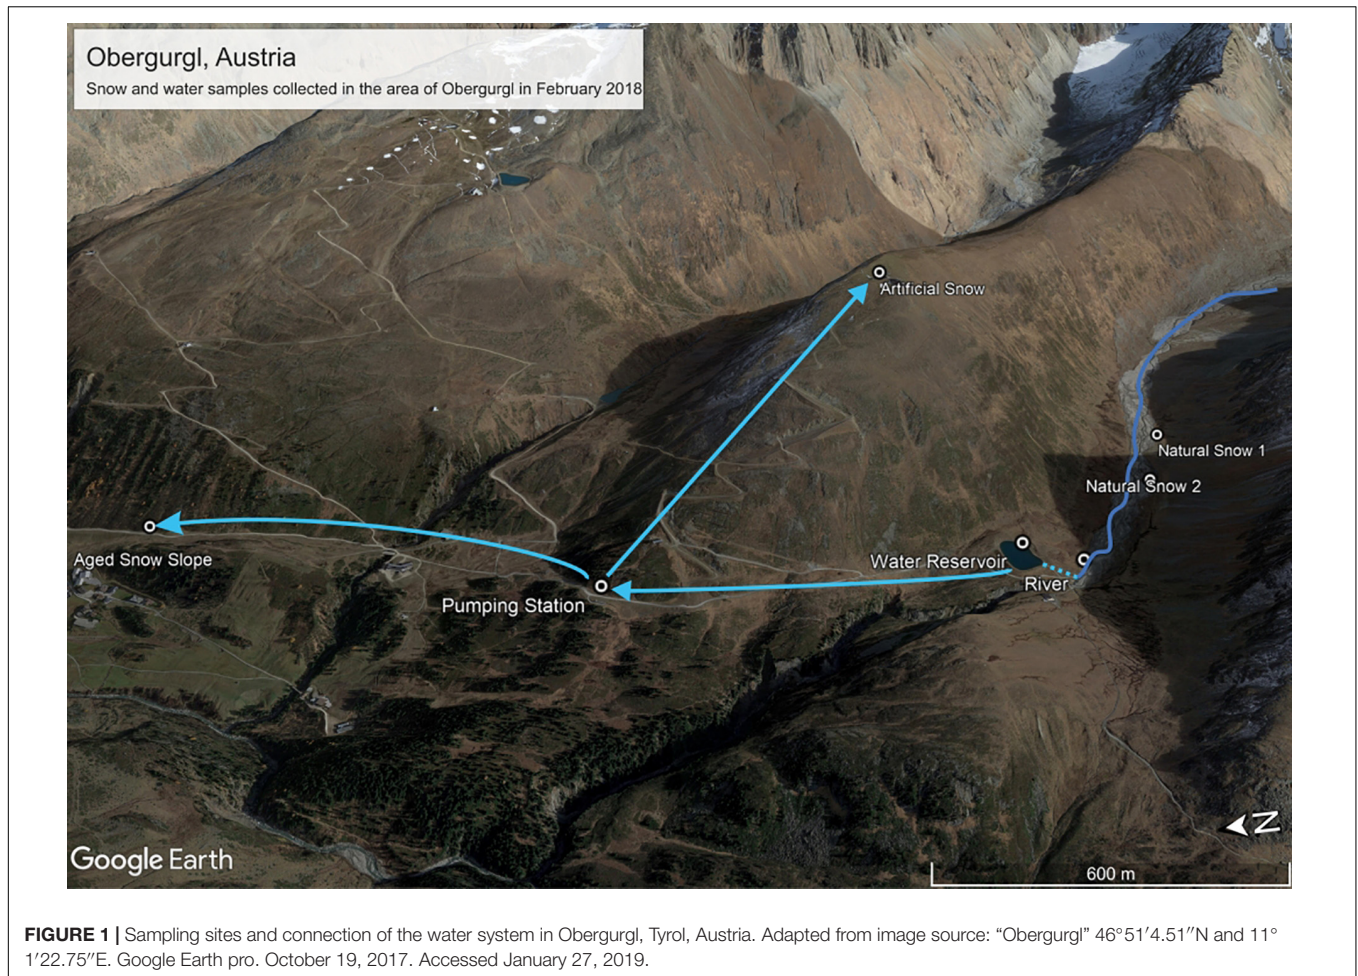 Obergurgl, Austria
Snow and water samples collected in the area of Obergurgl in February 2018
Artificial Snow
Natural Snow 1
Natural Snow 2
Aged Snow Slope
Water Reservoir
River
Pumping Station
N
Google Earth
600 m
FIGURE 1 | Sampling sites and connection of the water system in Obergurgl, Tyrol, Austria. Adapted from image source: “Obergurgl” 46°51′4.51″N and 11°
1′22.75″E. Google Earth pro. October 19, 2017. Accessed January 27, 2019.